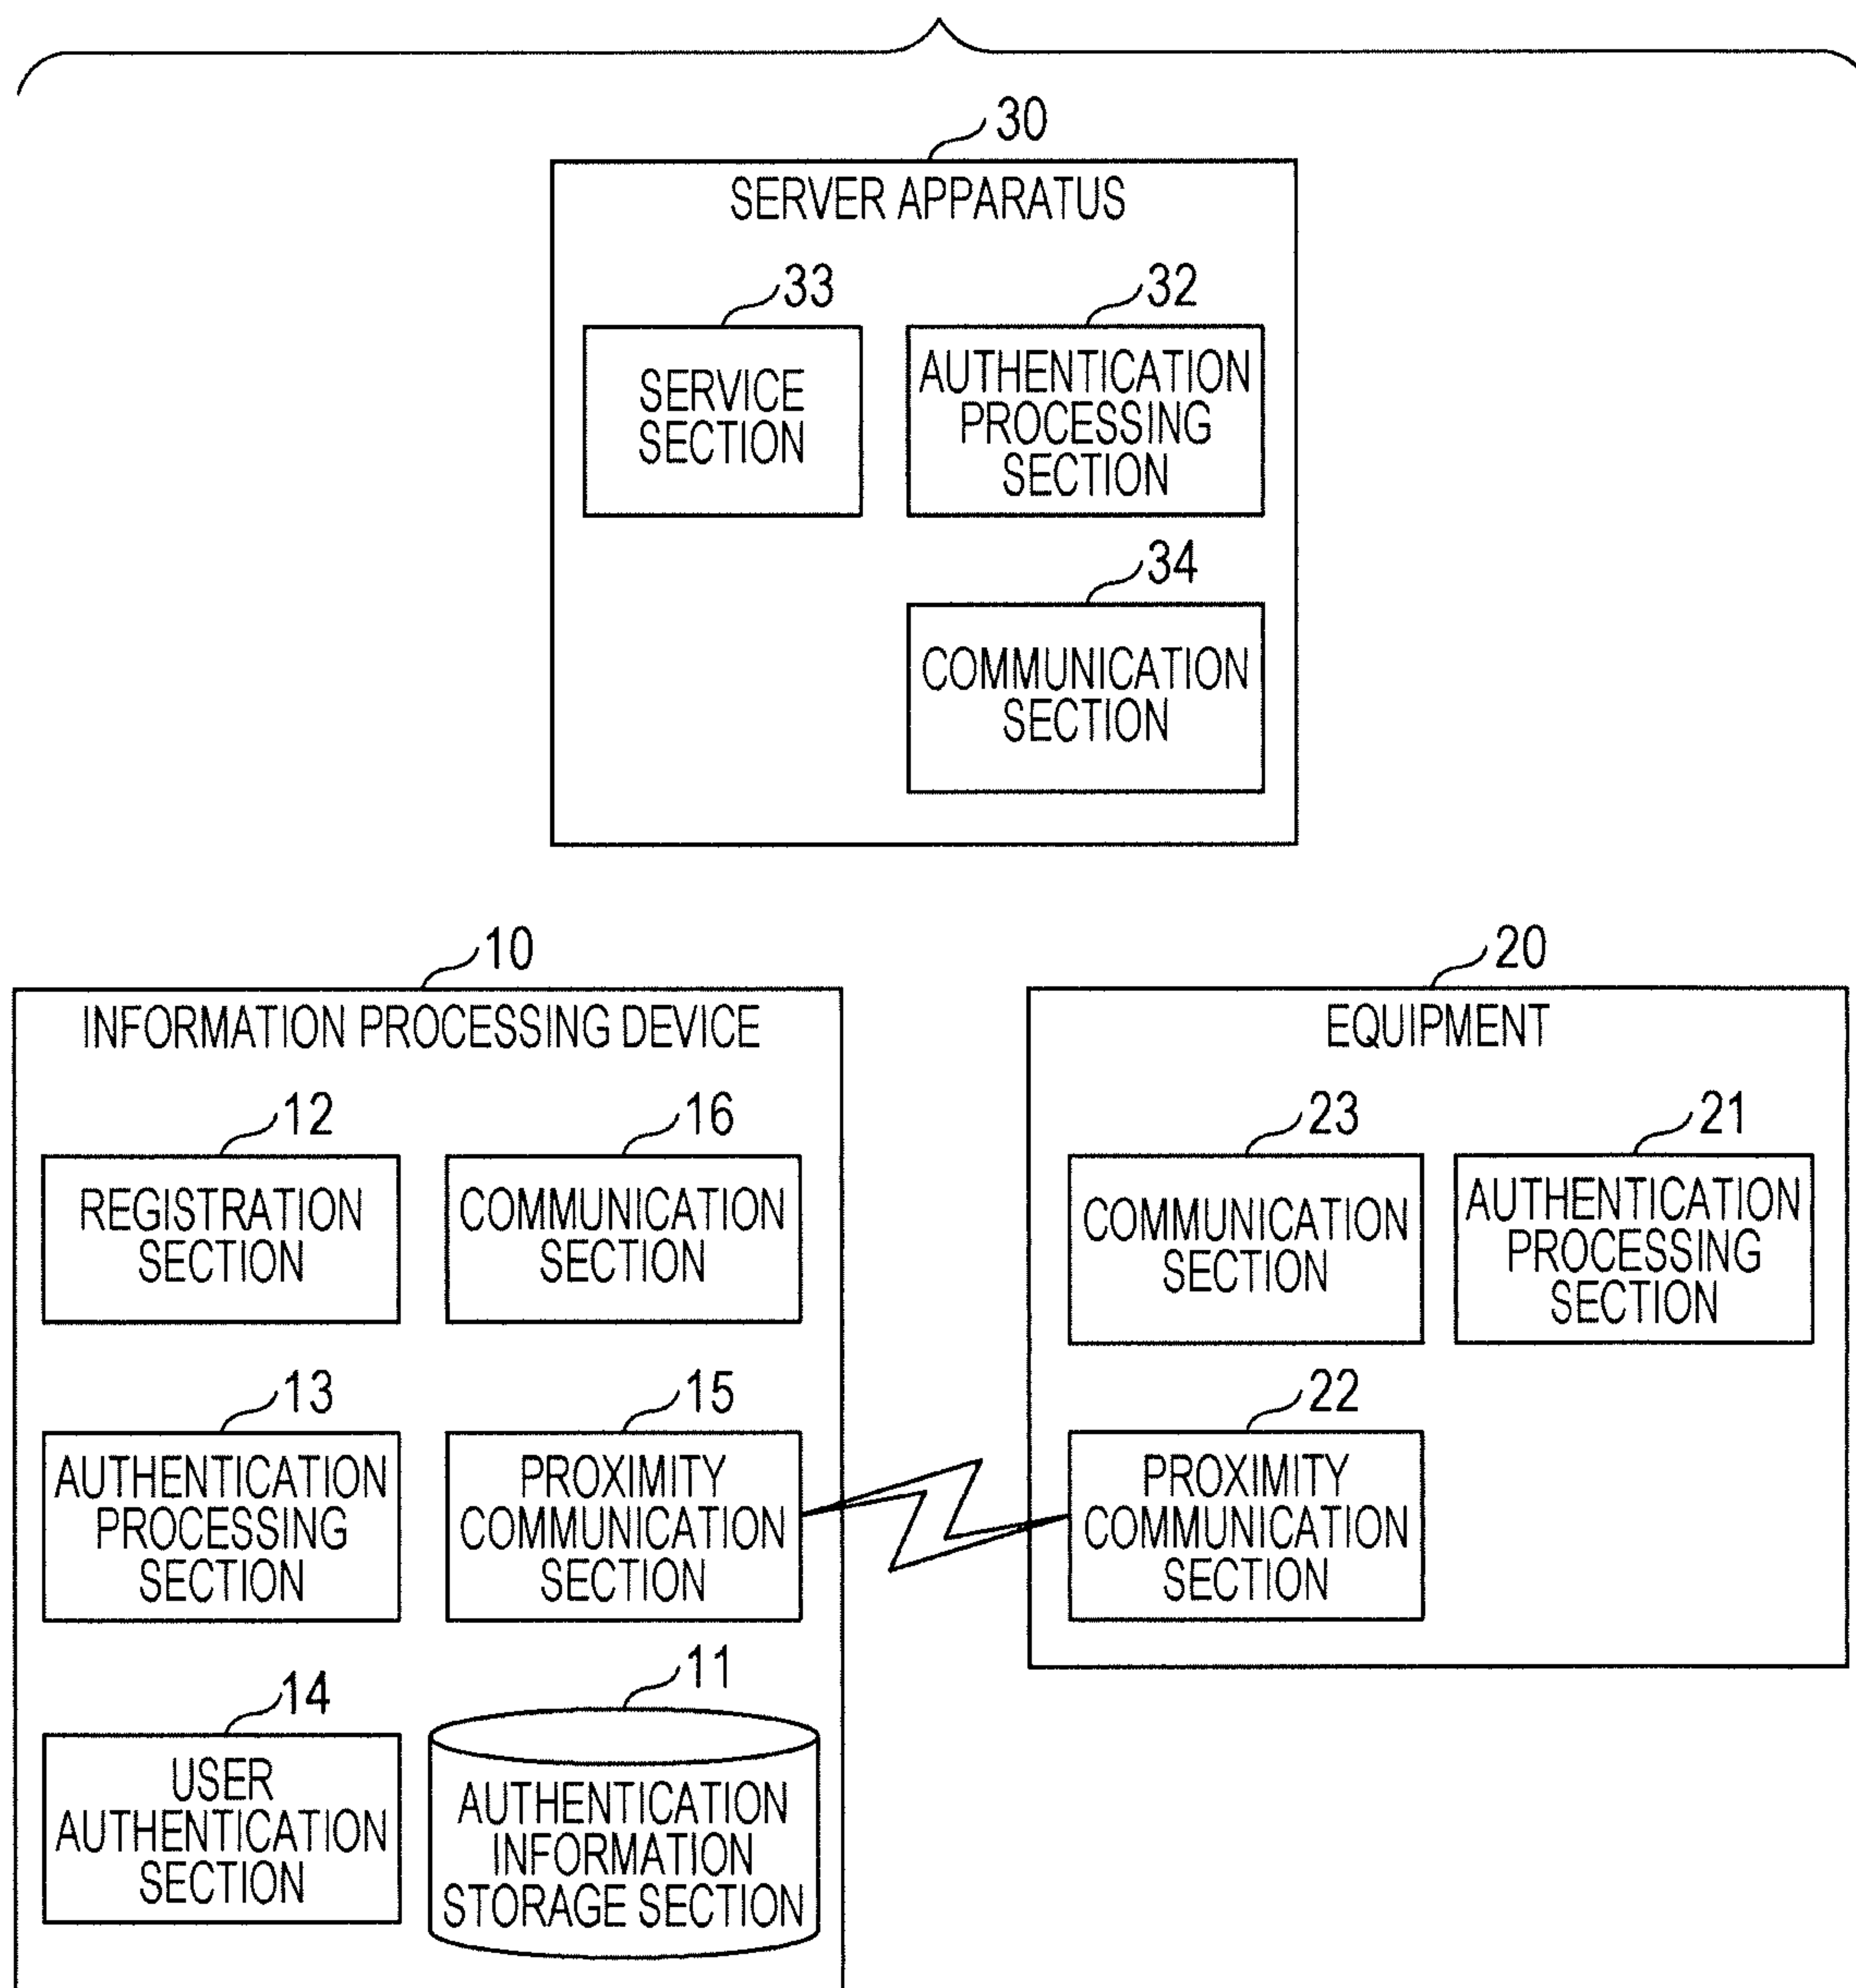 30
SERVER APPARATUS
33
32
SERVICE
SECTION
AUTHENTICATION
PROCESSING
SECTION
34
COMMUNICATION
SECTION
10
INFORMATION PROCESSING DEVICE
12
16
REGISTRATION
SECTION
COMMUNICATION
SECTION
13
15
AUTHENTICATION
PROCESSING
SECTION
PROXIMITY
COMMUNICATION
SECTION
14
11
USER
AUTHENTICATION
SECTION
AUTHENTICATION
INFORMATION
STORAGE SECTION
20
EQUIPMENT
23
21
COMMUNICATION
SECTION
AUTHENTICATION
PROCESSING
SECTION
22
PROXIMITY
COMMUNICATION
SECTION